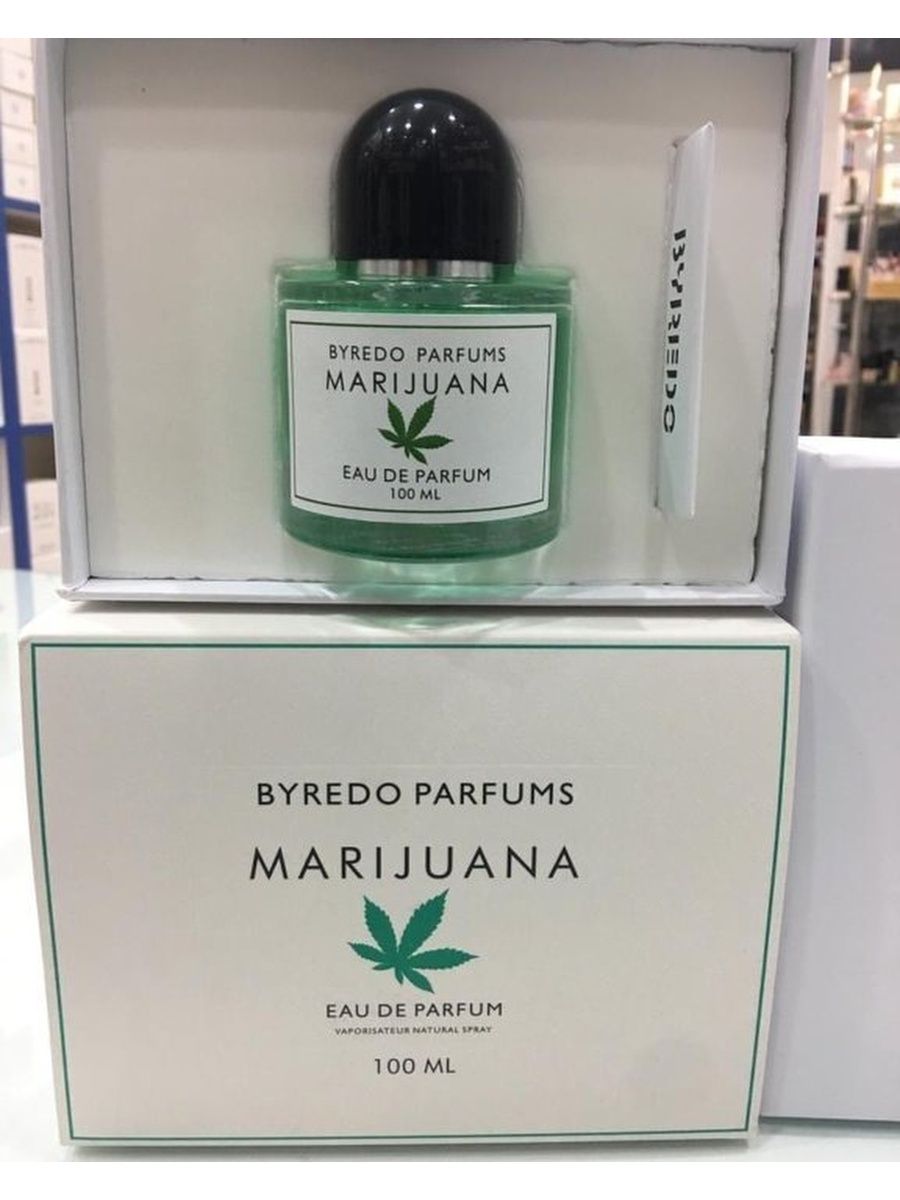 BYREDO PARFUMS
MARIJUANA
EAU DE PARFUM
100 ML
BYREDO
BYREDO PARFUMS
MARIJUANA
EAU DE PARFUM
VAPORISATEUR NATURAL SPRAY
100 ML